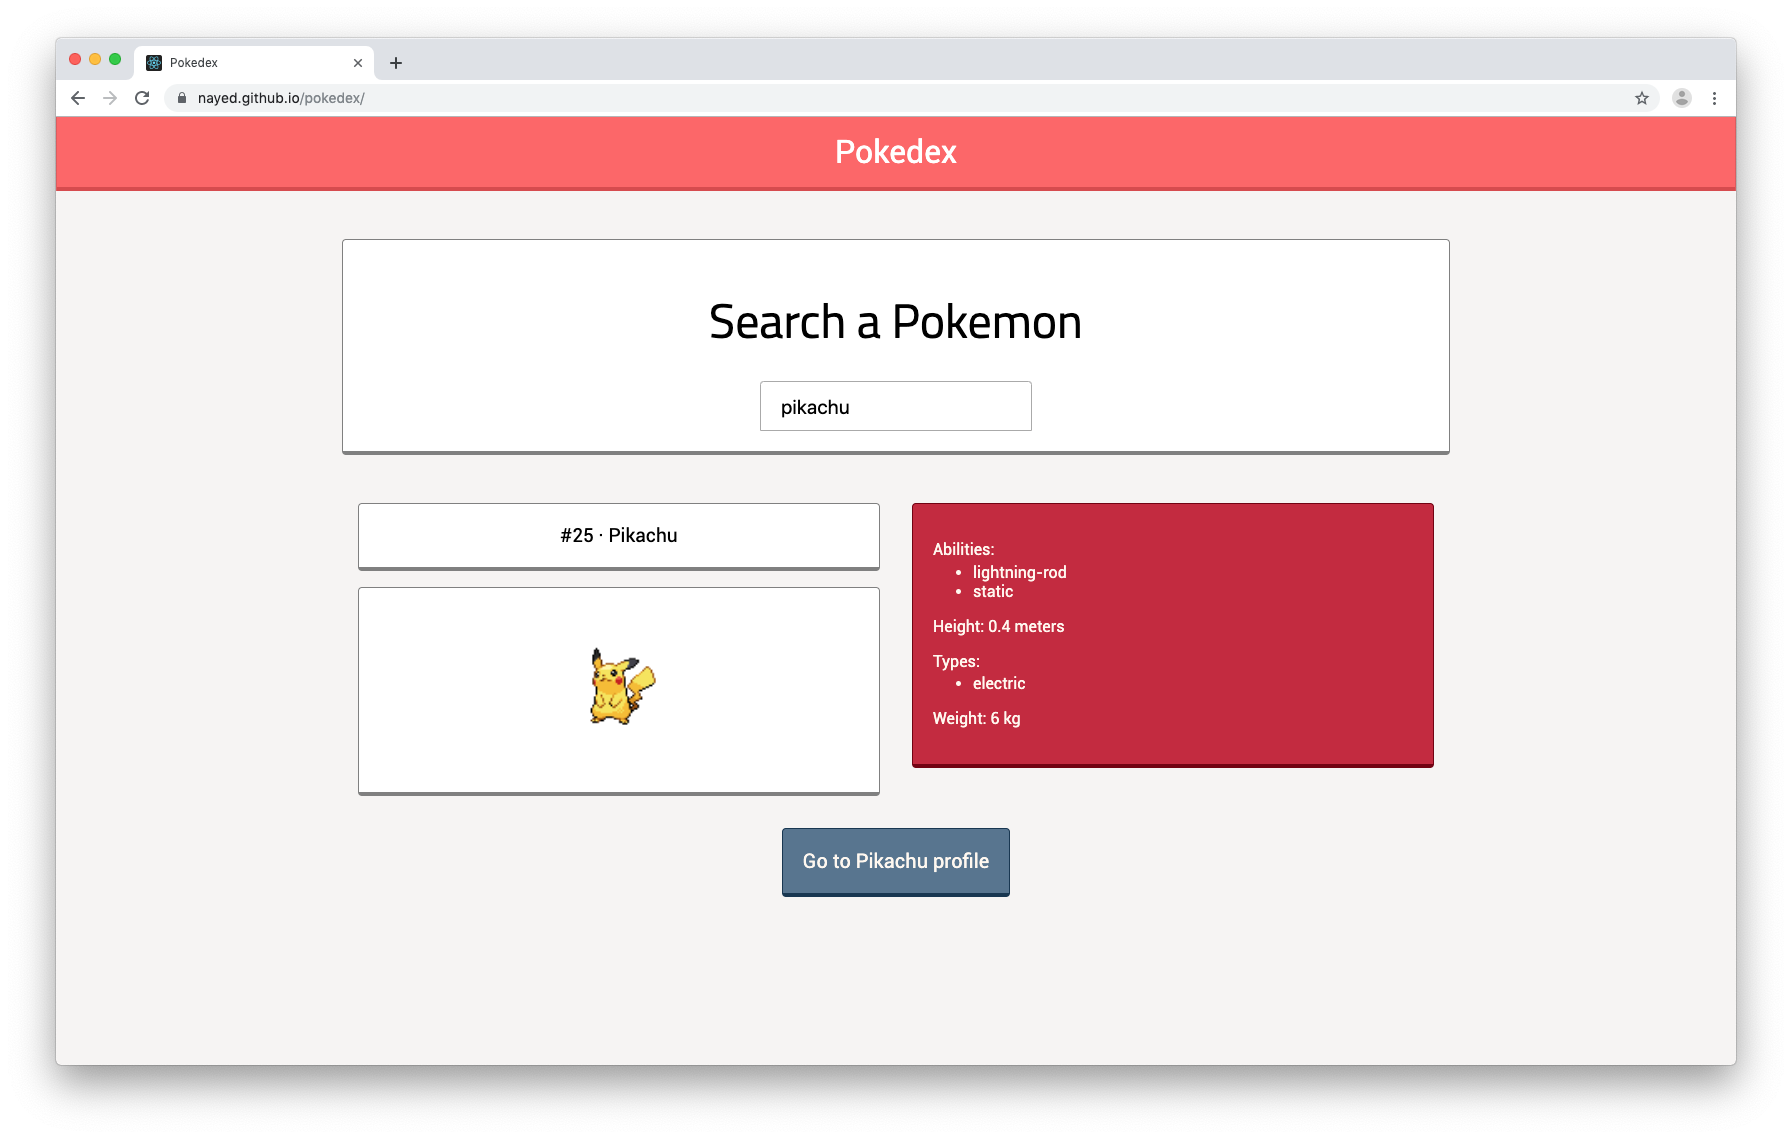 Pokedex
nayed.github.io/pokedex/
Pokedex
Search a Pokemon
pikachu
#25 · Pikachu
Abilities:
• lightning-rod
• static
Height: 0.4 meters
Types:
• electric
Weight: 6 kg
Go to Pikachu profile